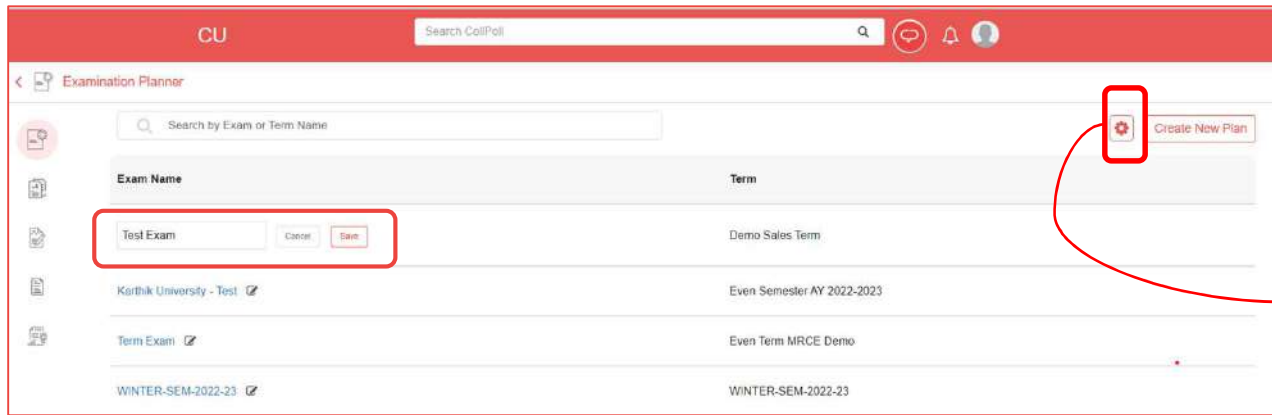 CU
Search CollPoll
Examination Planner
Search by Exam or Term Name
Create New Plan
Exam Name Term
Test Exam Cancel Save Demo Sales Term
Karthik University - Test Even Semester AY 2022-2023
Term Exam Even Term MRCE Demo
WINTER-SEM-2022-23 WINTER-SEM-2022-23